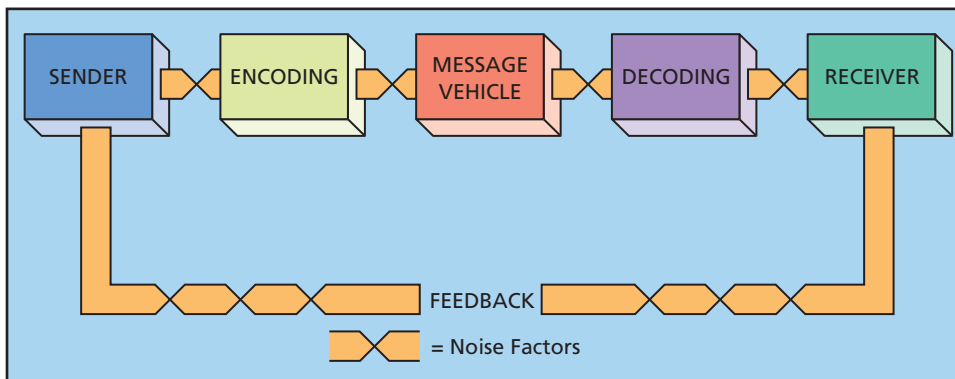 SENDER
ENCODING
MESSAGE
VEHICLE
DECODING
RECEIVER
FEEDBACK
= Noise Factors